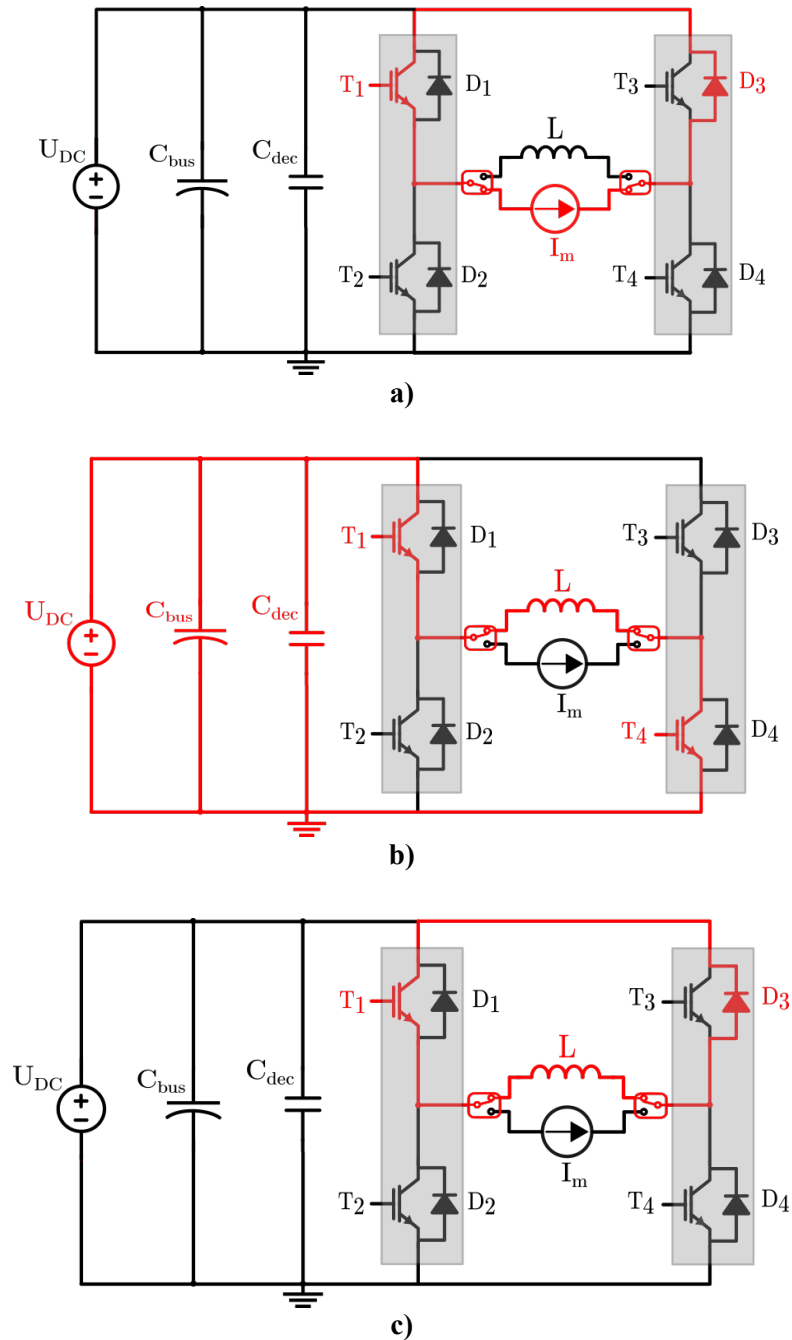 T1 D1 T3 D3
L
UDC Cbus Cdec
Im
T2 D2 T4 D4
a)
T1 D1 T3 D3
L
UDC Cbus Cdec
Im
T2 D2 T4 D4
b)
T1 D1 T3 D3
L
UDC Cbus Cdec
Im
T2 D2 T4 D4
c)